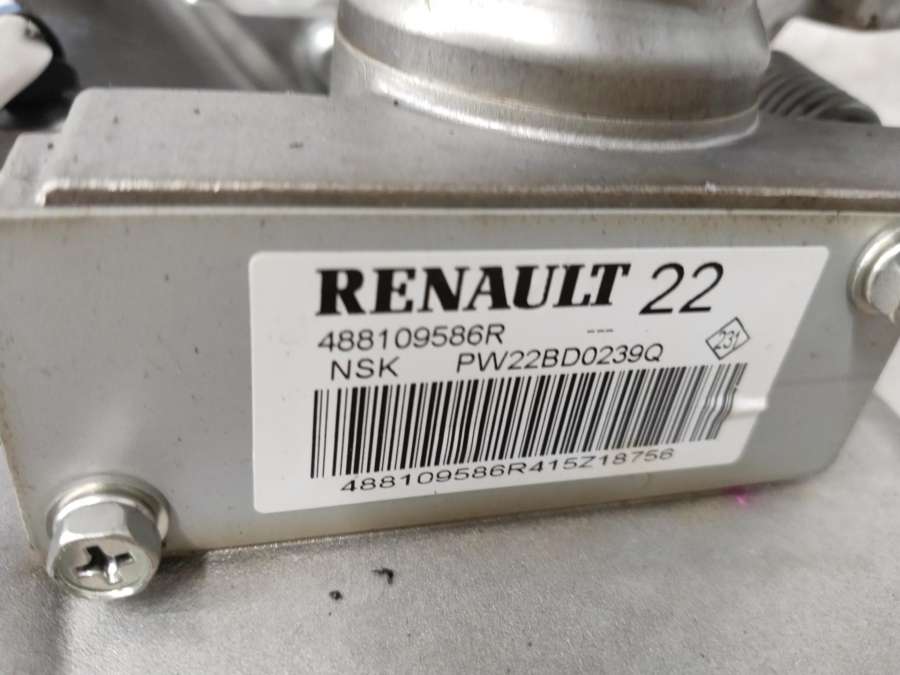 RENAULT 22
488109586R ---
231
NSK PW22BD0239Q
488109586R415Z18756